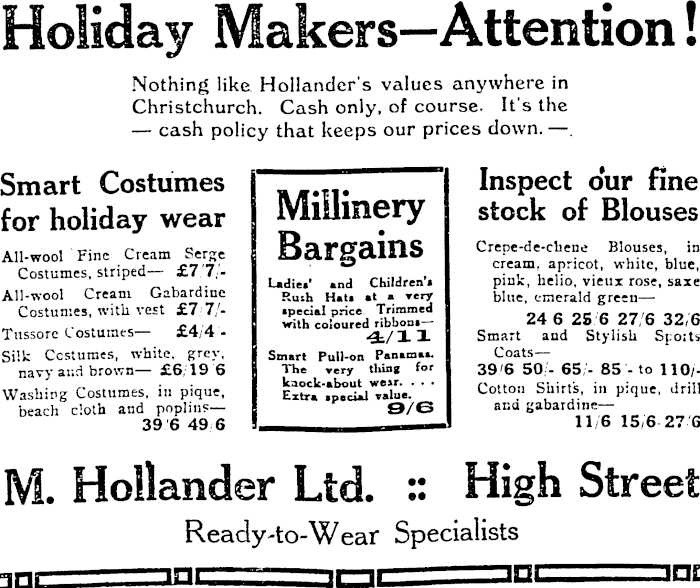 Holiday Makers—Attention!
Nothing like Hollander's values anywhere in
Christchurch. Cash only, of course. It's the
— cash policy that keeps our prices down. —
Smart Costumes
for holiday wear
All-wool Fine Cream Serge
Costumes, striped— £7/7/-
All-wool Cream Gabardine
Costumes, with vest £7/7/-
Tussore Costumes— £4/4/-
Silk Costumes, white, grey,
navy and brown— £6/19/6
Washing Costumes, in pique,
beach cloth and poplins—
39/6 49/6
Millinery
Bargains
Ladies' and Children's
Rush Hats at a very
special price. Trimmed
with coloured ribbons—
4/11
Smart Pull-on Panamas.
The very thing for
knock-about wear. . . .
Extra special value.
9/6
Inspect our fine
stock of Blouses
Crepe-de-chene Blouses, in
cream, apricot, white, blue,
pink, helio, vieux rose, saxe
blue, emerald green—
24/6 25/6 27/6 32/6
Smart and Stylish Sports
Coats—
39/6 50/- 65/- 85/- to 110/-
Cotton Shirts, in pique, drill
and gabardine—
11/6 15/6 27/6
M. Hollander Ltd. :: High Street
Ready-to-Wear Specialists